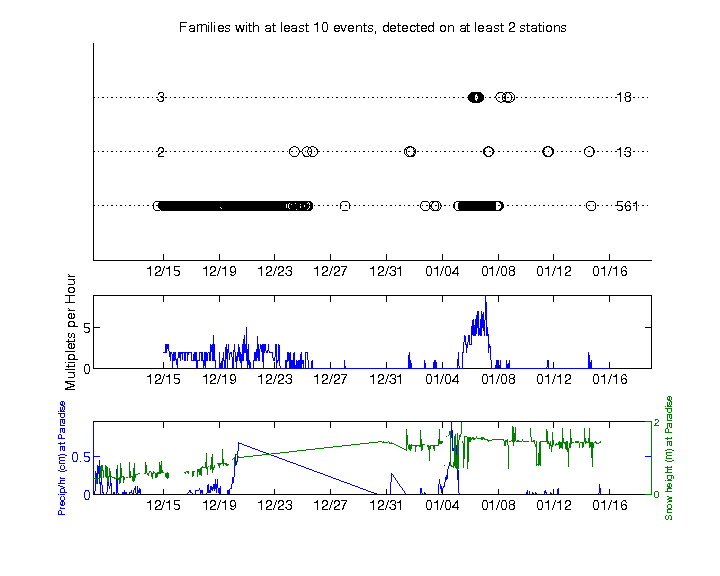 Families with at least 10 events, detected on at least 2 stations
3 18
2 13
561
12/15 12/19 12/23 12/27 12/31 01/04 01/08 01/12 01/16
Multiplets per Hour
5
0
12/15 12/19 12/23 12/27 12/31 01/04 01/08 01/12 01/16
Precip/hr (cm) at Paradise
0.5
0
2
1
0
Snow height (m) at Paradise
12/15 12/19 12/23 12/27 12/31 01/04 01/08 01/12 01/16